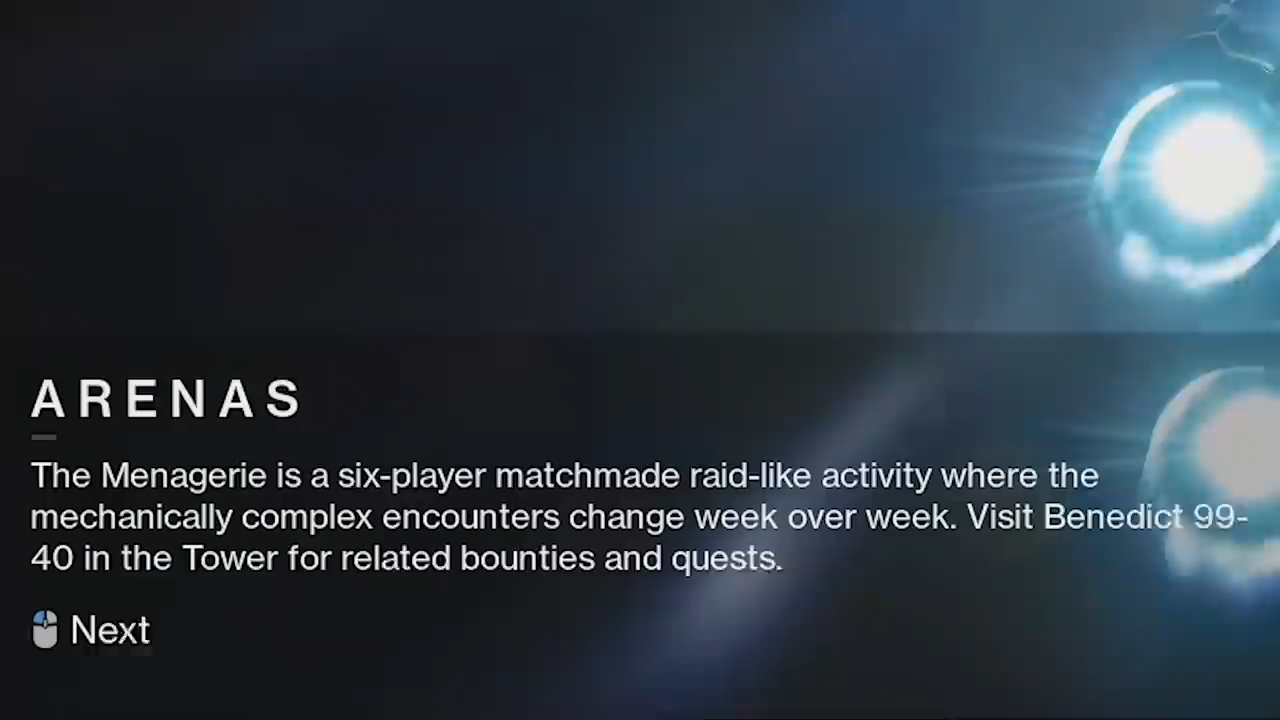 ARENAS
The Menagerie is a six-player matchmade raid-like activity where the
mechanically complex encounters change week over week. Visit Benedict 99-
40 in the Tower for related bounties and quests.
Next